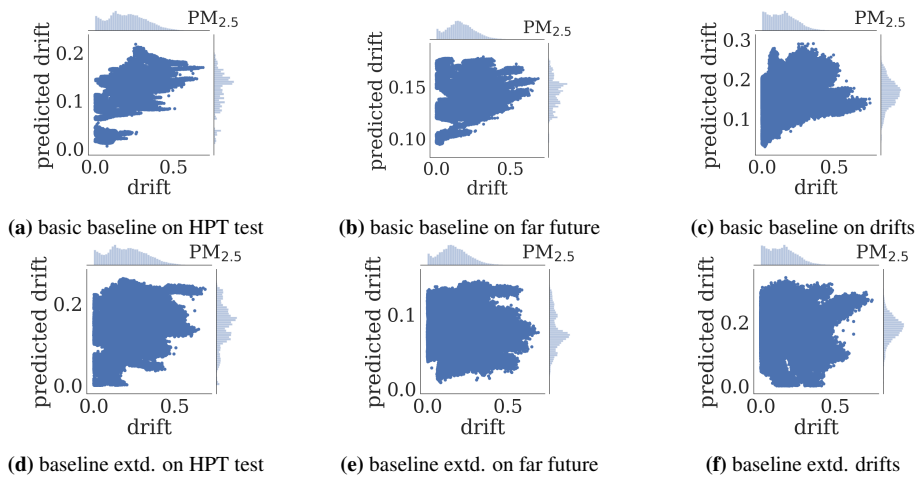 PM2.5
predicted drift
0.2
0.1
0.0
0.0 0.5
drift
(a) basic baseline on HPT test
PM2.5
predicted drift
0.15
0.10
0.0 0.5
drift
(b) basic baseline on far future
PM2.5
predicted drift
0.3
0.2
0.1
0.0 0.5
drift
(c) basic baseline on drifts
PM2.5
predicted drift
0.2
0.0
0.0 0.5
drift
(d) baseline extd. on HPT test
PM2.5
predicted drift
0.1
0.0
0.0 0.5
drift
(e) baseline extd. on far future
PM2.5
predicted drift
0.2
0.0
0.0 0.5
drift
(f) baseline extd. drifts